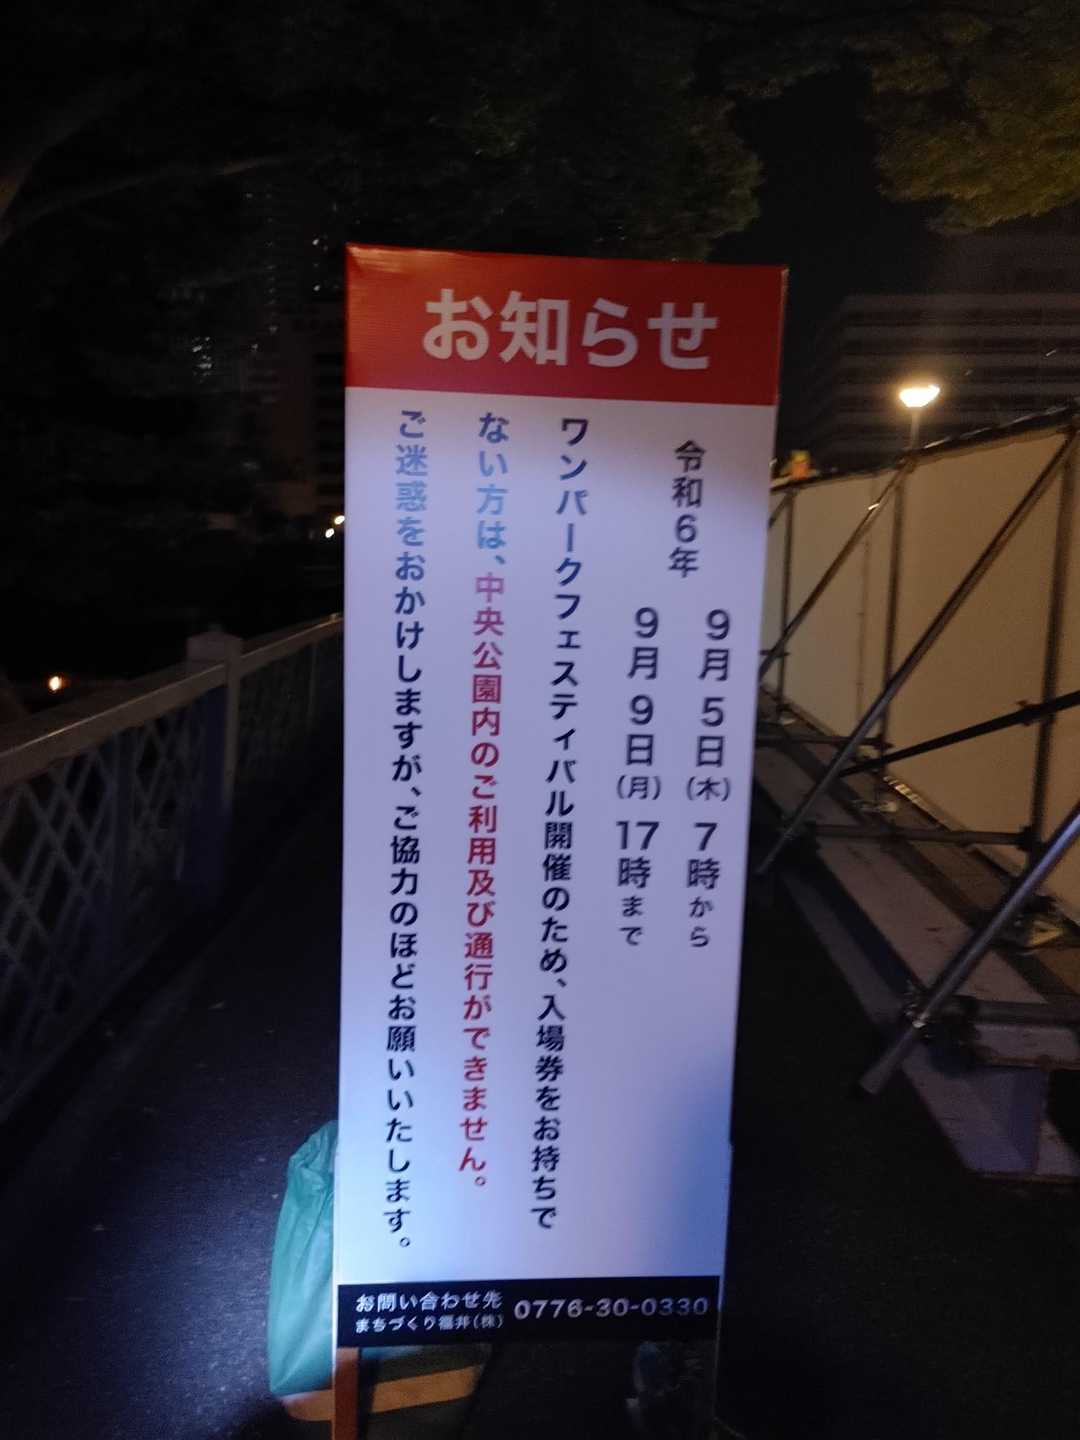 お知らせ
令和6年
9月5日(木)7時から
9月9日(月)17時まで
ワンパークフェスティバル開催のため、入場券をお持ちで
ない方は、中央公園内のご利用及び通行ができません。
ご迷惑をおかけしますが、ご協力のほどお願いいたします。
お問い合わせ先
まちづくり福井(株)
0776-30-0330